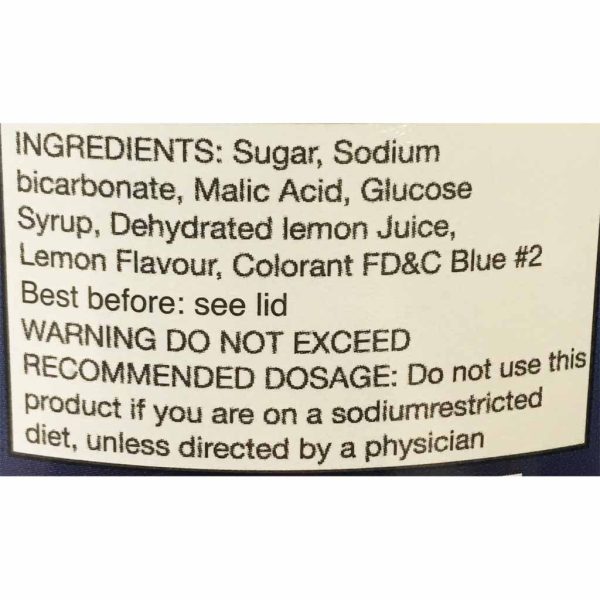 INGREDIENTS: Sugar, Sodium
bicarbonate, Malic Acid, Glucose
Syrup, Dehydrated lemon Juice,
Lemon Flavour, Colorant FD&C Blue #2
Best before: see lid
WARNING DO NOT EXCEED
RECOMMENDED DOSAGE: Do not use this
product if you are on a sodiumrestricted
diet, unless directed by a physician